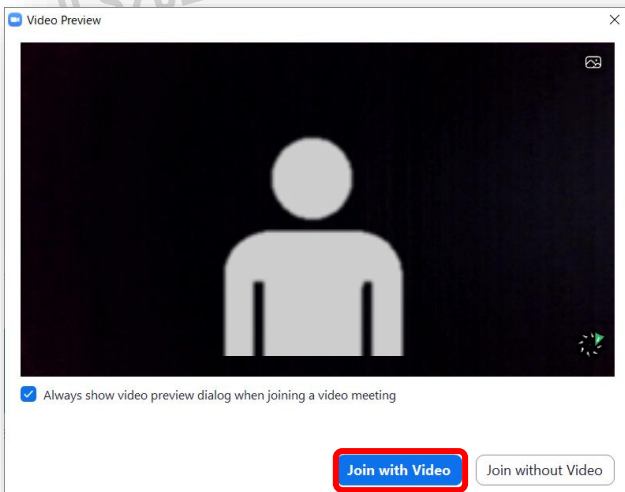 Video Preview
Always show video preview dialog when joining a video meeting
Join with Video
Join without Video